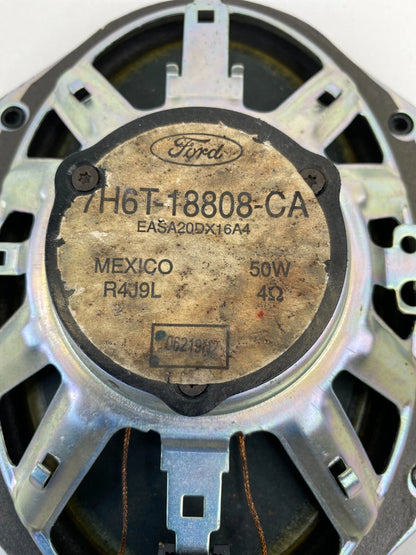 Ford
7H6T-18808-CA
EASA20DX16A4
MEXICO 50W
R4J9L 4Ω